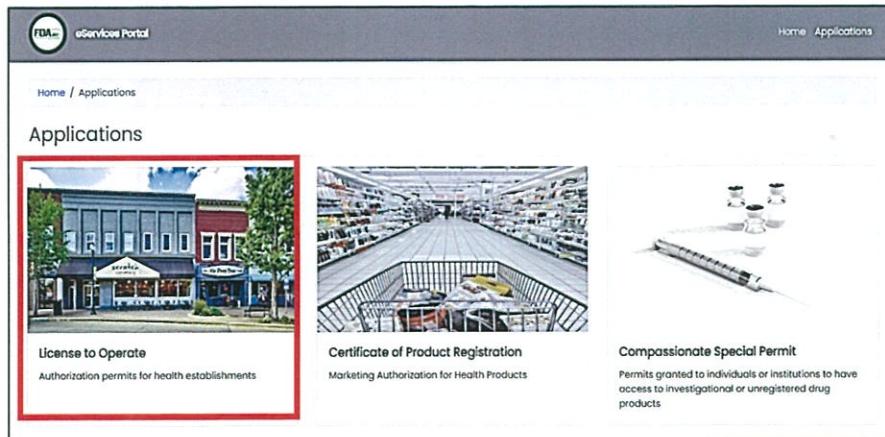 FDA
eServices Portal
Home Applications
Home / Applications
Applications
License to Operate
Authorization permits for health establishments
Certificate of Product Registration
Marketing Authorization for Health Products
Compassionate Special Permit
Permits granted to individuals or institutions to have
access to investigational or unregistered drug
products